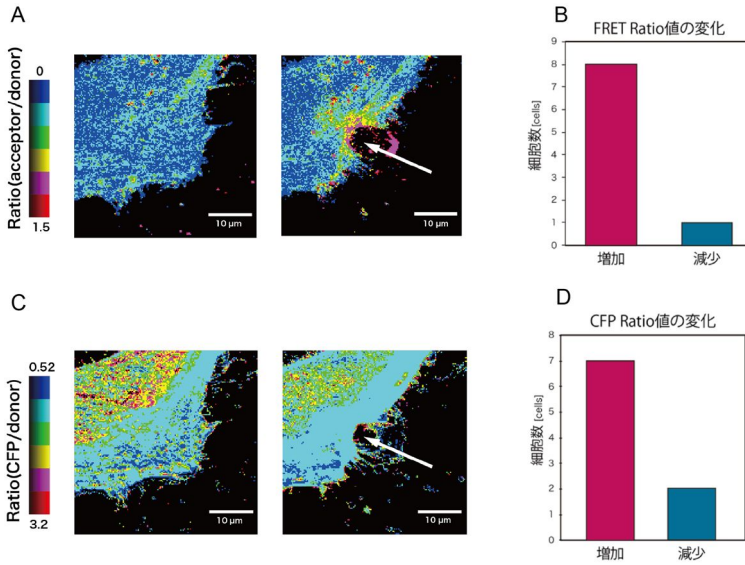 A
Ratio(acceptor/donor)
0
1.5
10 μm
10 μm
B
FRET Ratio値の変化
細胞数[cells]
9
8
7
6
5
4
3
2
1
0
増加
減少
C
Ratio(CFP/donor)
0.52
3.2
10 μm
10 μm
D
CFP Ratio値の変化
細胞数[cells]
8
7
6
5
4
3
2
1
0
増加
減少